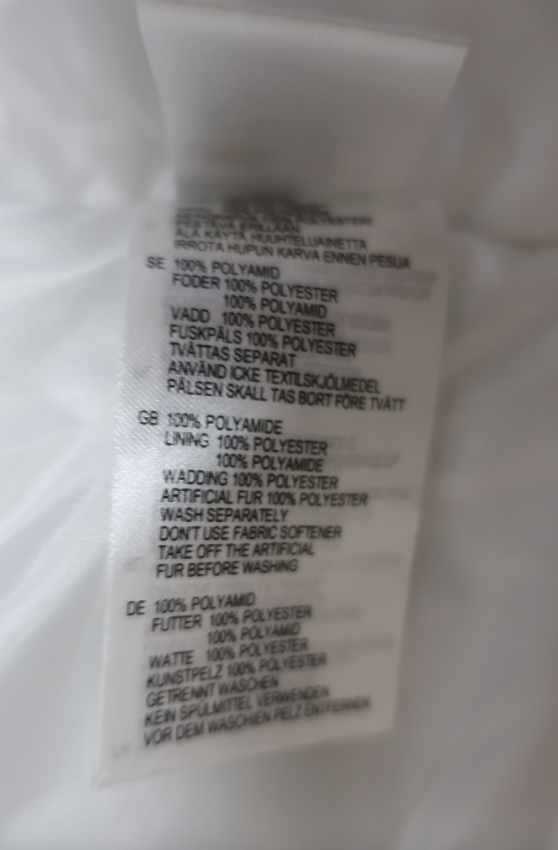 ÄLÄ KÄYTÄ HUUHTELUAINETTA
IRROTA HUPUN KARVA ENNEN PESUA
SE 100% POLYAMID
FODER 100% POLYESTER
100% POLYAMID
VADD 100% POLYESTER
FUSKPÄLS 100% POLYESTER
TVÄTTAS SEPARAT
ANVÄND ICKE TEXTILSKJÖLMEDEL
PÄLSEN SKALL TAS BORT FÖRE TVÄTT
GB 100% POLYAMIDE
LINING 100% POLYESTER
100% POLYAMIDE
WADDING 100% POLYESTER
ARTIFICIAL FUR 100% POLYESTER
WASH SEPARATELY
DON'T USE FABRIC SOFTENER
TAKE OFF THE ARTIFICIAL
FUR BEFORE WASHING
DE 100% POLYAMID
FUTTER 100% POLYESTER
100% POLYAMID
WATTE 100% POLYESTER
KUNSTPELZ 100% POLYESTER
GETRENNT WASCHEN
KEIN SPÜLMITTEL VERWENDEN
VOR DEM WASCHEN PELZ ENTFERNEN